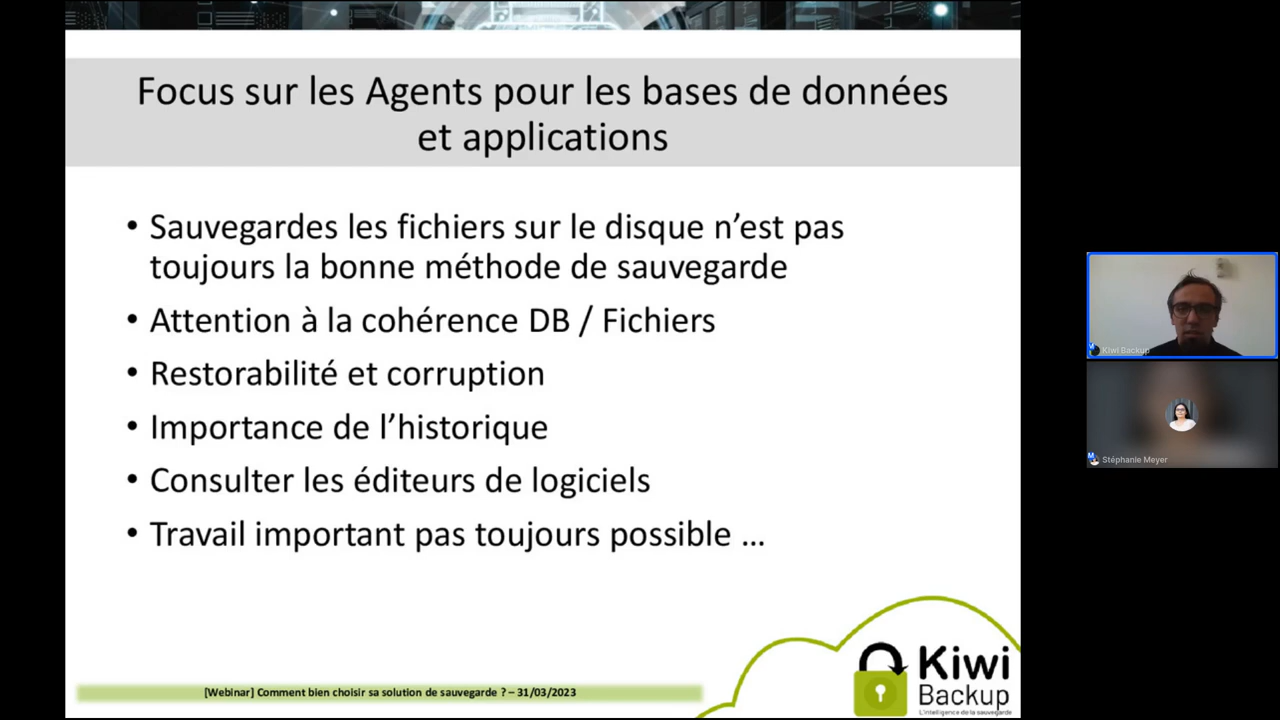 Focus sur les Agents pour les bases de données
et applications
• Sauvegardes les fichiers sur le disque n’est pas
toujours la bonne méthode de sauvegarde
• Attention à la cohérence DB / Fichiers
• Restorabilité et corruption
• Importance de l’historique
• Consulter les éditeurs de logiciels
• Travail important pas toujours possible ...
[Webinar] Comment bien choisir sa solution de sauvegarde ? – 31/03/2023
Kiwi
Backup
L'intelligence de la sauvegarde
Kiwi Backup
Stéphanie Meyer